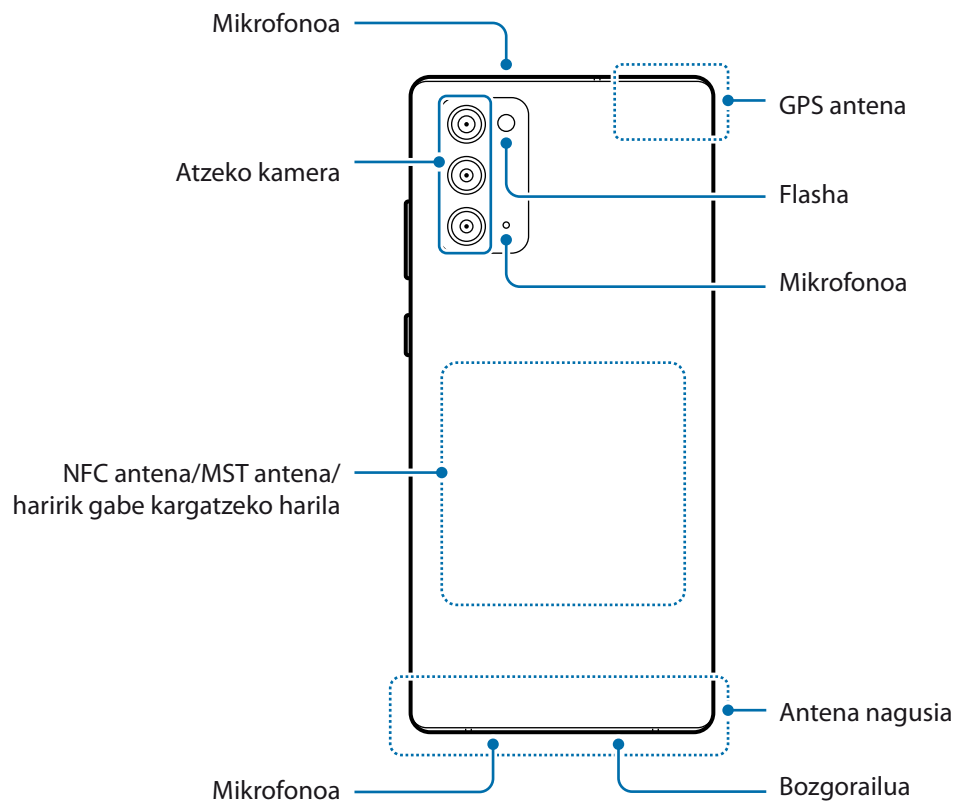 Mikrofonoa
GPS antena
Atzeko kamera
Flasha
Mikrofonoa
NFC antena/MST antena/
haririk gabe kargatzeko harila
Antena nagusia
Mikrofonoa
Bozgorailua